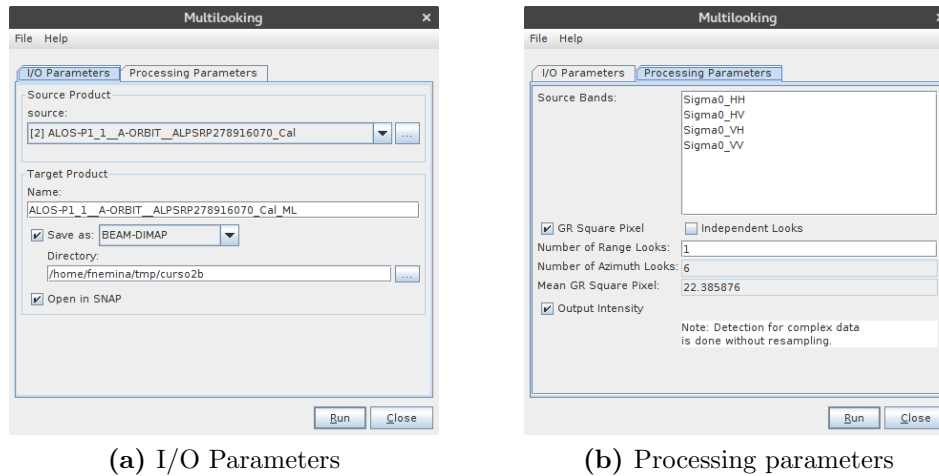 Multilooking ×
File Help
I/O Parameters Processing Parameters
Source Product
source:
[2] ALOS-P1_1__A-ORBIT__ALPSRP278916070_Cal ...
Target Product
Name:
ALOS-P1_1__A-ORBIT__ALPSRP278916070_Cal_ML
Save as: BEAM-DIMAP
Directory:
/home/fnemina/tmp/curso2b ...
Open in SNAP
Run Close
(a) I/O Parameters
Multilooking
File Help
I/O Parameters Processing Parameters
Source Bands: Sigma0_HH
Sigma0_HV
Sigma0_VH
Sigma0_VV
GR Square Pixel Independent Looks
Number of Range Looks: 1
Number of Azimuth Looks: 6
Mean GR Square Pixel: 22.385876
Output Intensity
Note: Detection for complex data
is done without resampling.
Run Close
(b) Processing parameters